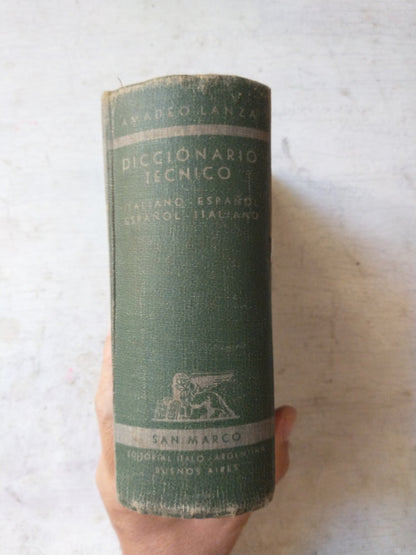 AMADEO LANZA
DICCIONARIO
TECNICO
ITALIANO - ESPAÑOL
ESPAÑOL - ITALIANO
SAN MARCO
EDITORIAL ITALO-ARGENTINA
BUENOS AIRES